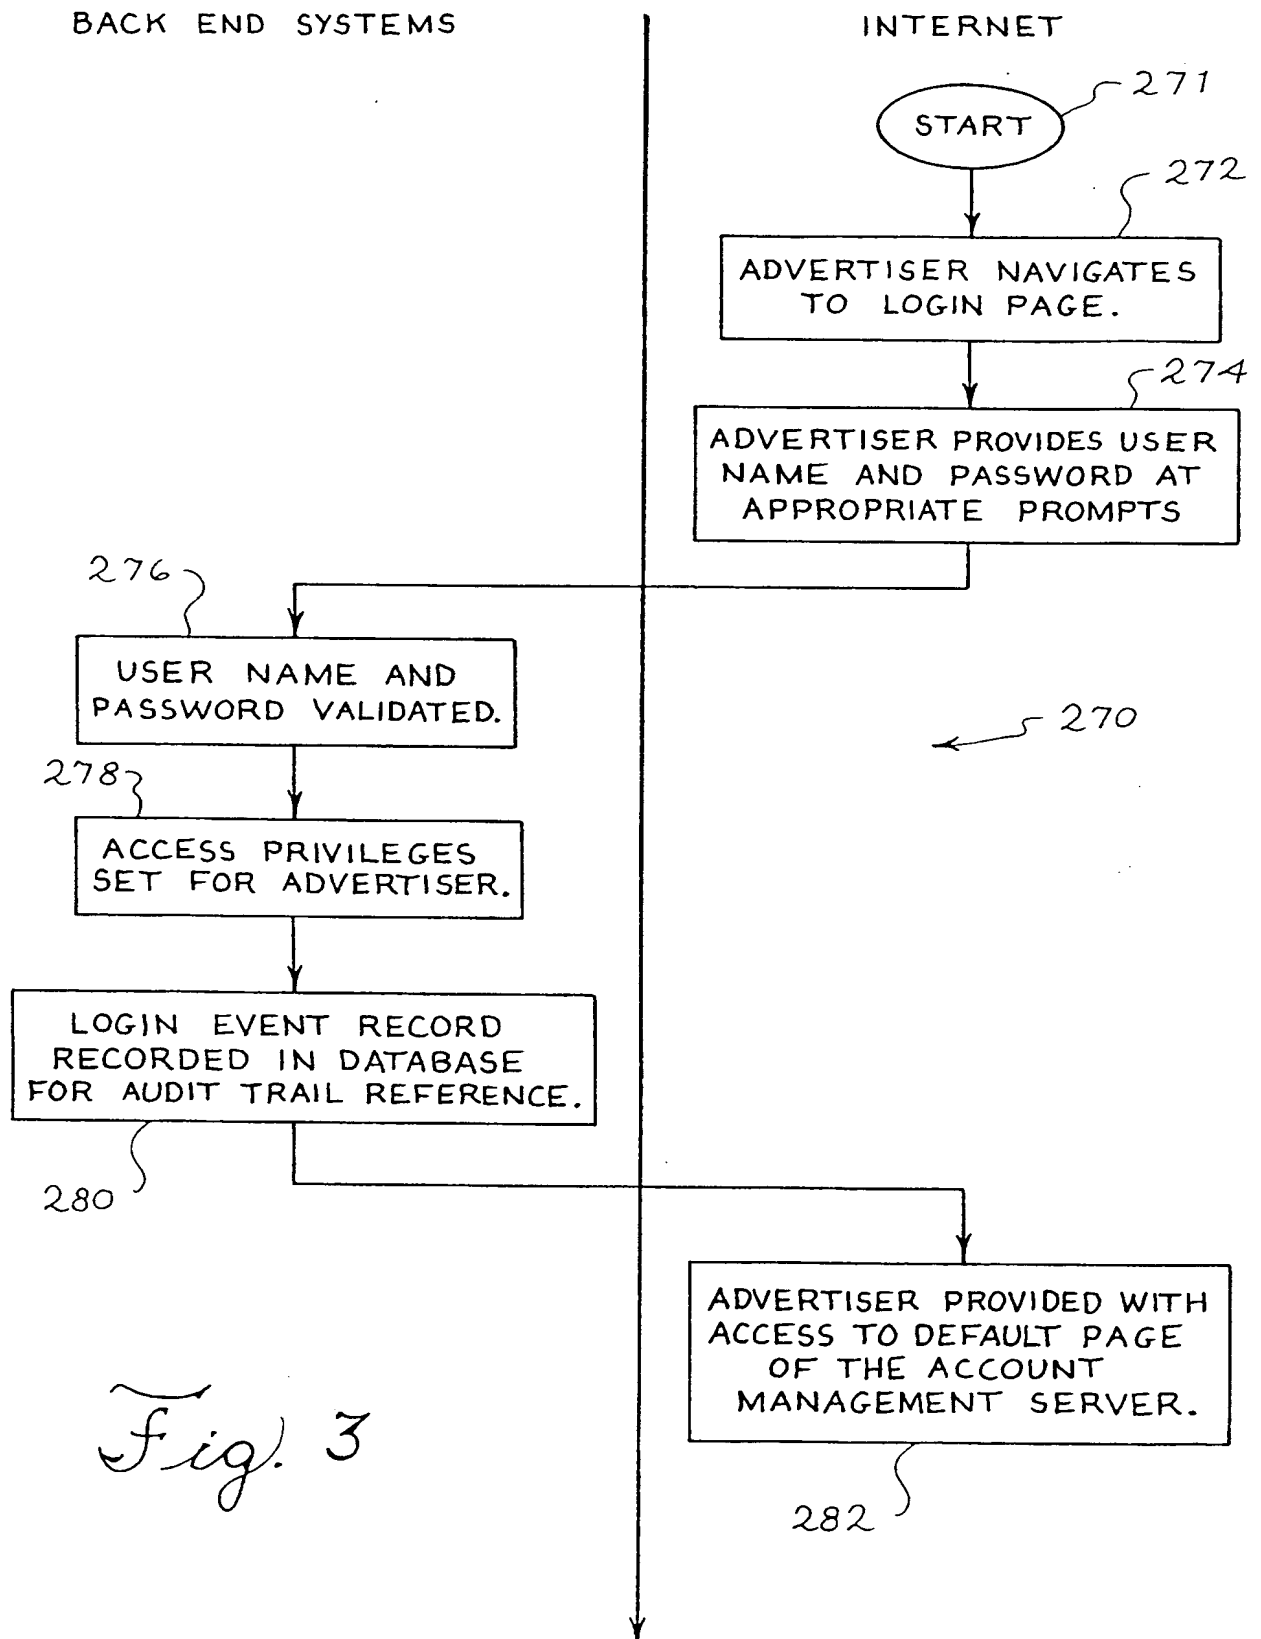 BACK END SYSTEMS
INTERNET
271
START
272
ADVERTISER NAVIGATES
TO LOGIN PAGE.
274
ADVERTISER PROVIDES USER
NAME AND PASSWORD AT
APPROPRIATE PROMPTS
276
USER NAME AND
PASSWORD VALIDATED.
270
278
ACCESS PRIVILEGES
SET FOR ADVERTISER.
LOGIN EVENT RECORD
RECORDED IN DATABASE
FOR AUDIT TRAIL REFERENCE.
280
ADVERTISER PROVIDED WITH
ACCESS TO DEFAULT PAGE
OF THE ACCOUNT
MANAGEMENT SERVER.
282
Fig. 3